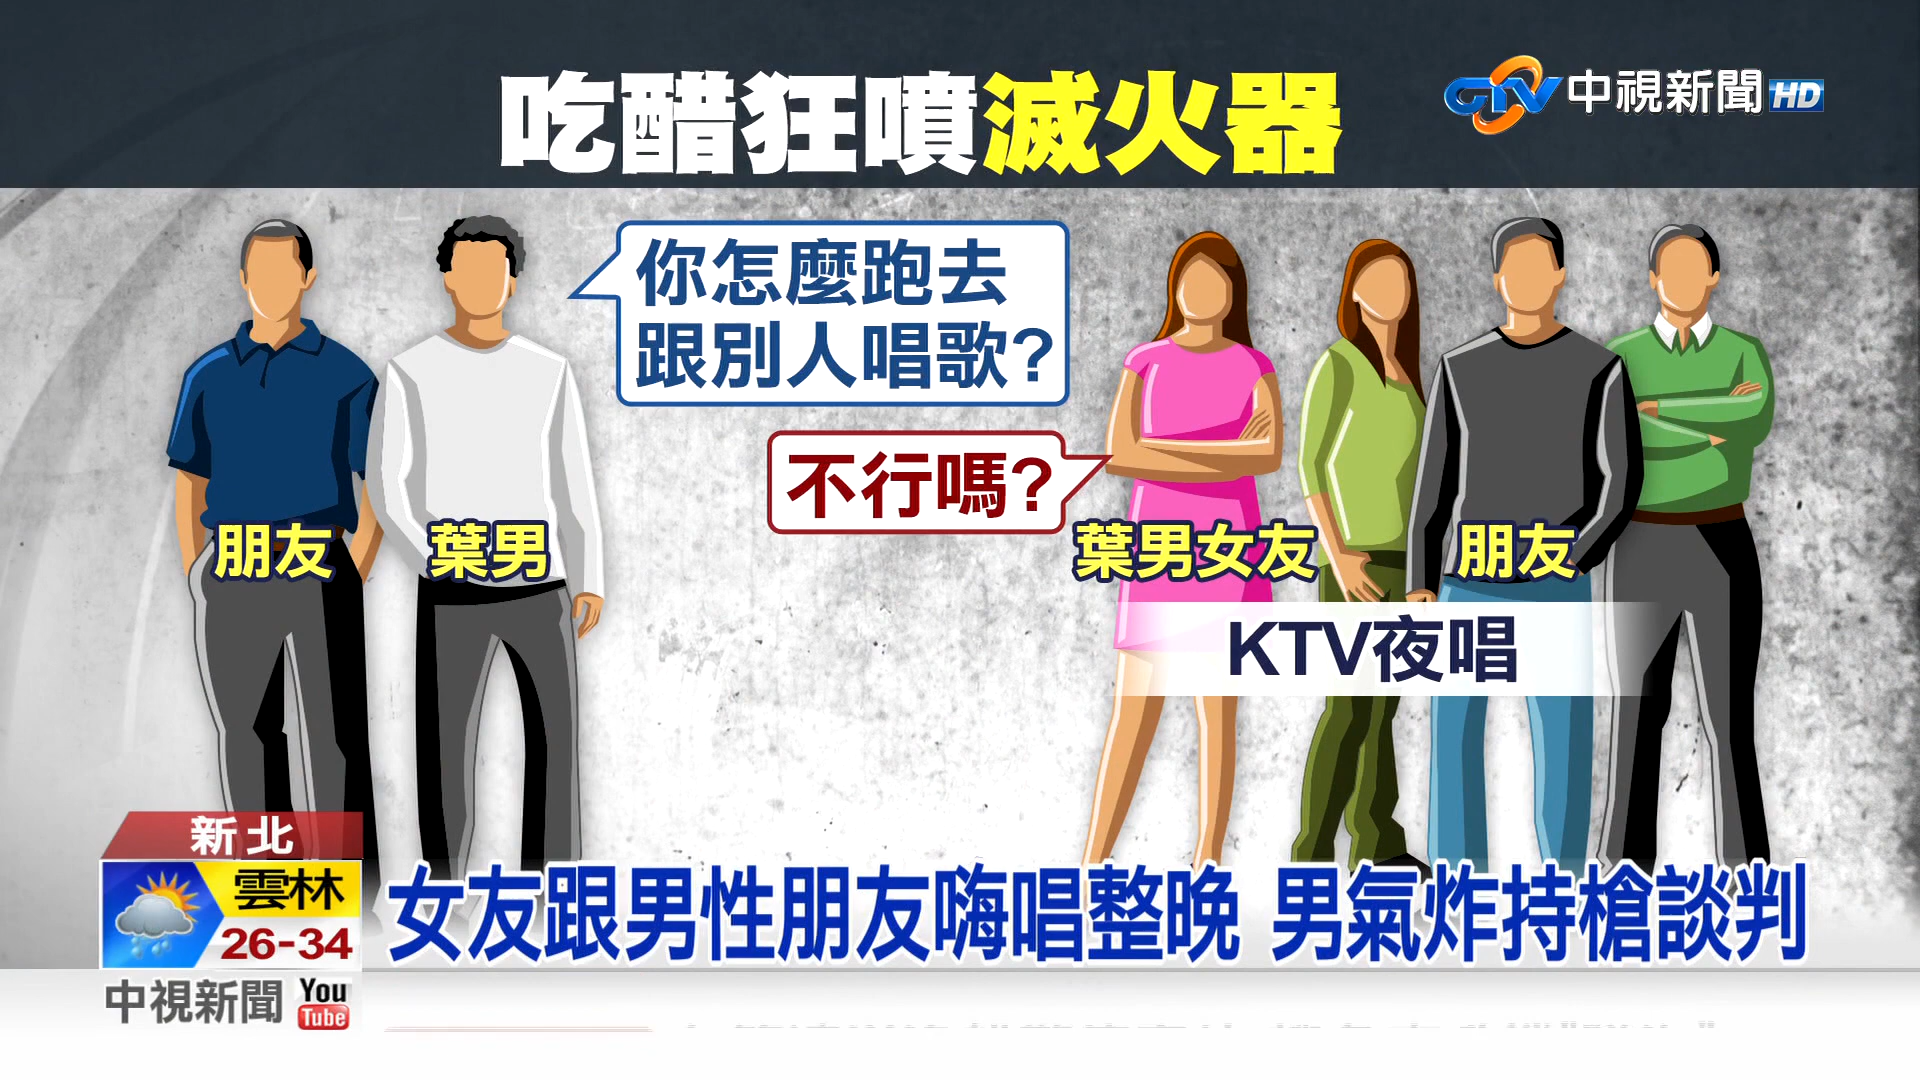 吃醋狂噴滅火器
CTV中視新聞HD
你怎麼跑去
跟別人唱歌?
不行嗎?
朋友
葉男
葉男女友
朋友
KTV夜唱
新北
雲林
26-34
女友跟男性朋友嗨唱整晚 男氣炸持槍談判
中視新聞
You
Tube